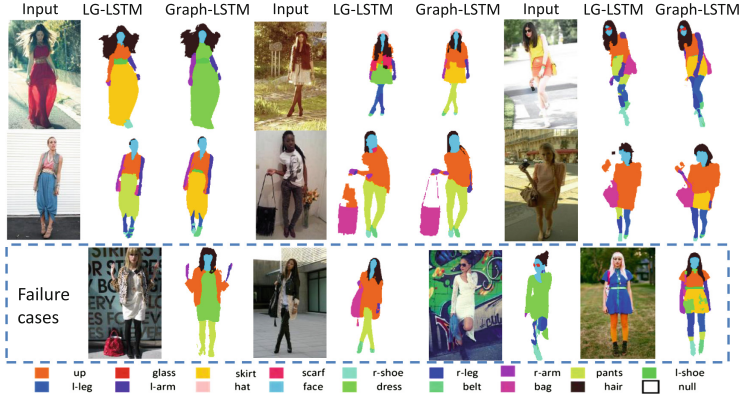 Input LG-LSTM Graph-LSTM Input LG-LSTM Graph-LSTM Input LG-LSTM Graph-LSTM
Failure
cases
up glass skirt scarf r-shoe r-leg r-arm pants l-shoe
l-leg l-arm hat face dress belt bag hair null